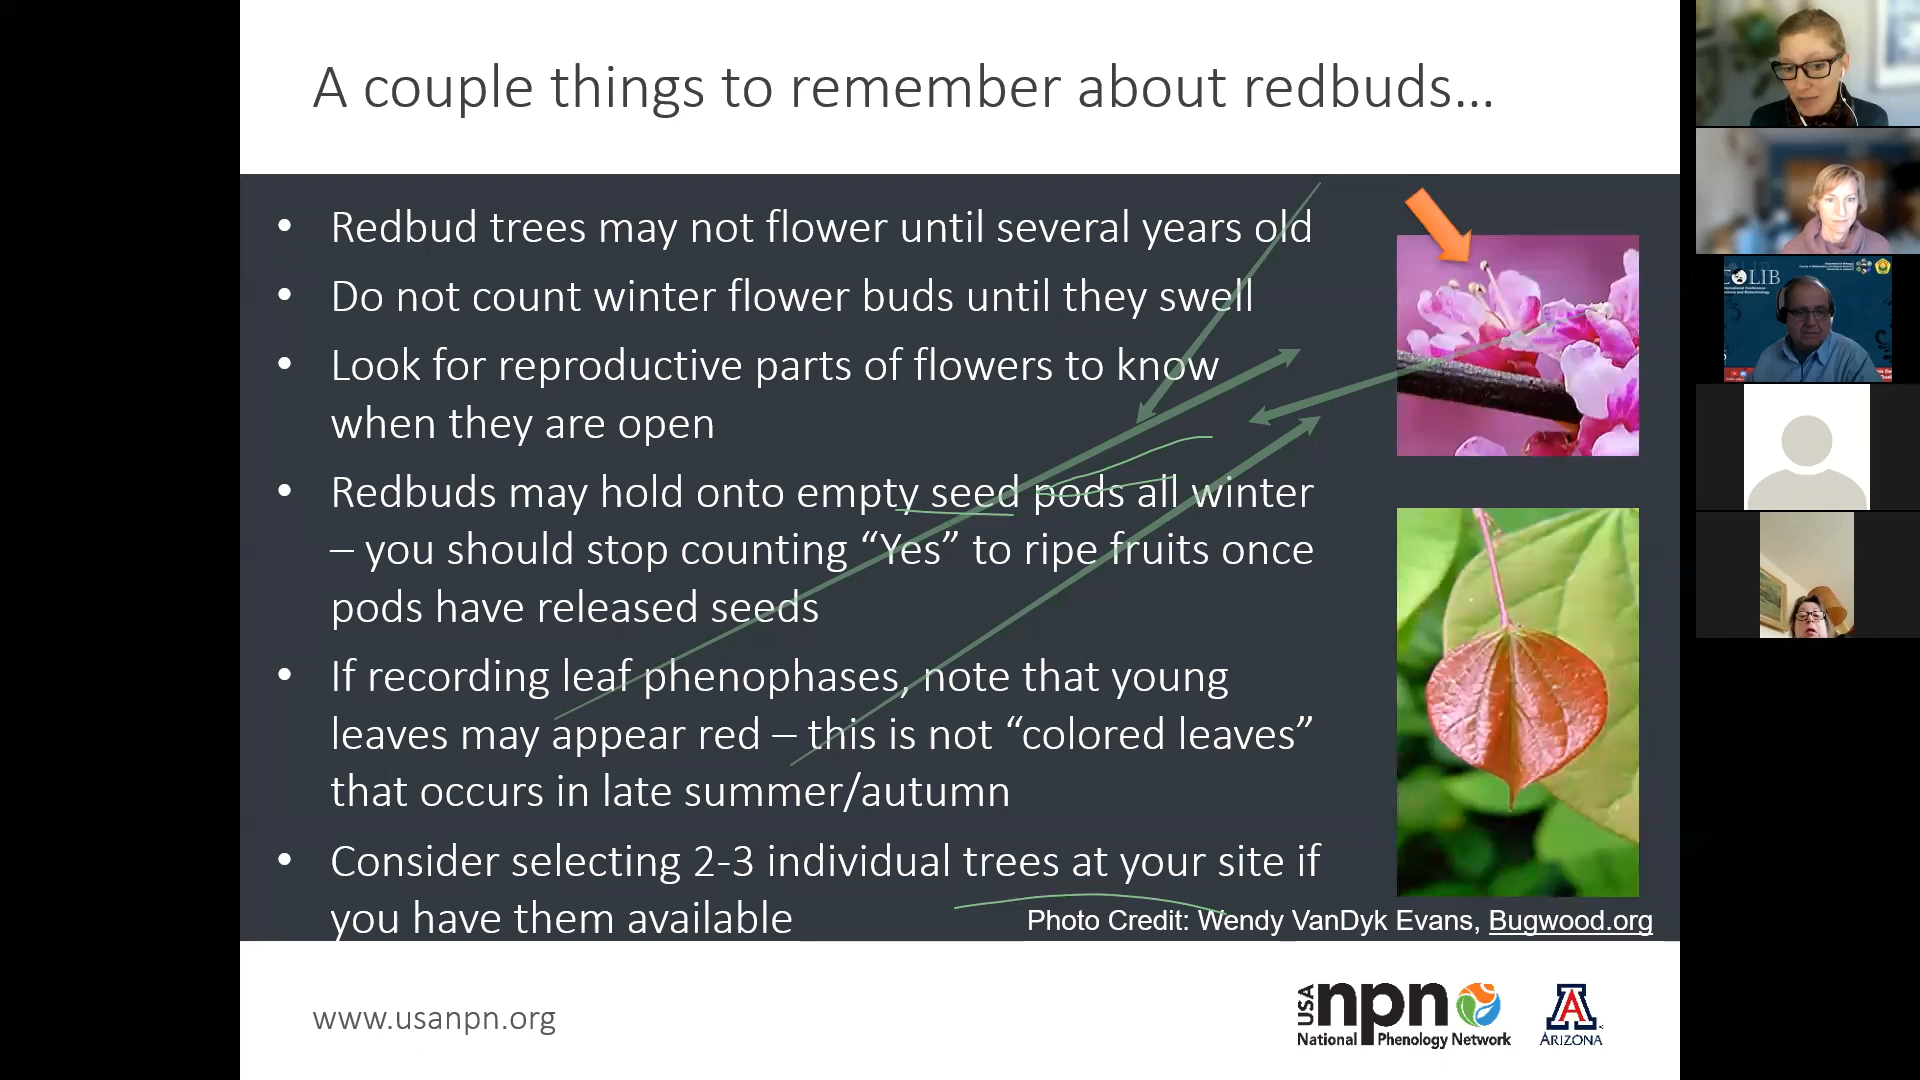 A couple things to remember about redbuds...
• Redbud trees may not flower until several years old
• Do not count winter flower buds until they swell
• Look for reproductive parts of flowers to know
when they are open
• Redbuds may hold onto empty seed pods all winter
– you should stop counting “Yes” to ripe fruits once
pods have released seeds
• If recording leaf phenophases, note that young
leaves may appear red – this is not “colored leaves”
that occurs in late summer/autumn
• Consider selecting 2-3 individual trees at your site if
you have them available
Photo Credit: Wendy VanDyk Evans, Bugwood.org
www.usanpn.org
USA npn
National Phenology Network
A
ARIZONA